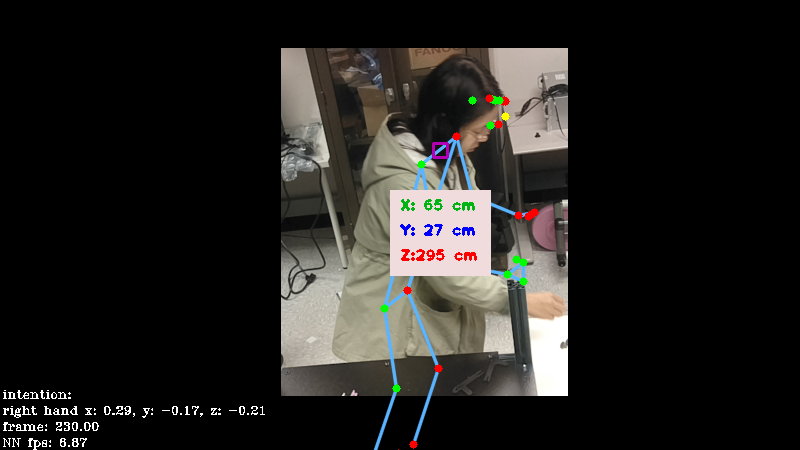 FANUC
X: 65 cm
Y: 27 cm
Z:295 cm
intention:
right hand x: 0.29, y: -0.17, z: -0.21
frame: 230.00
NN fps: 6.87